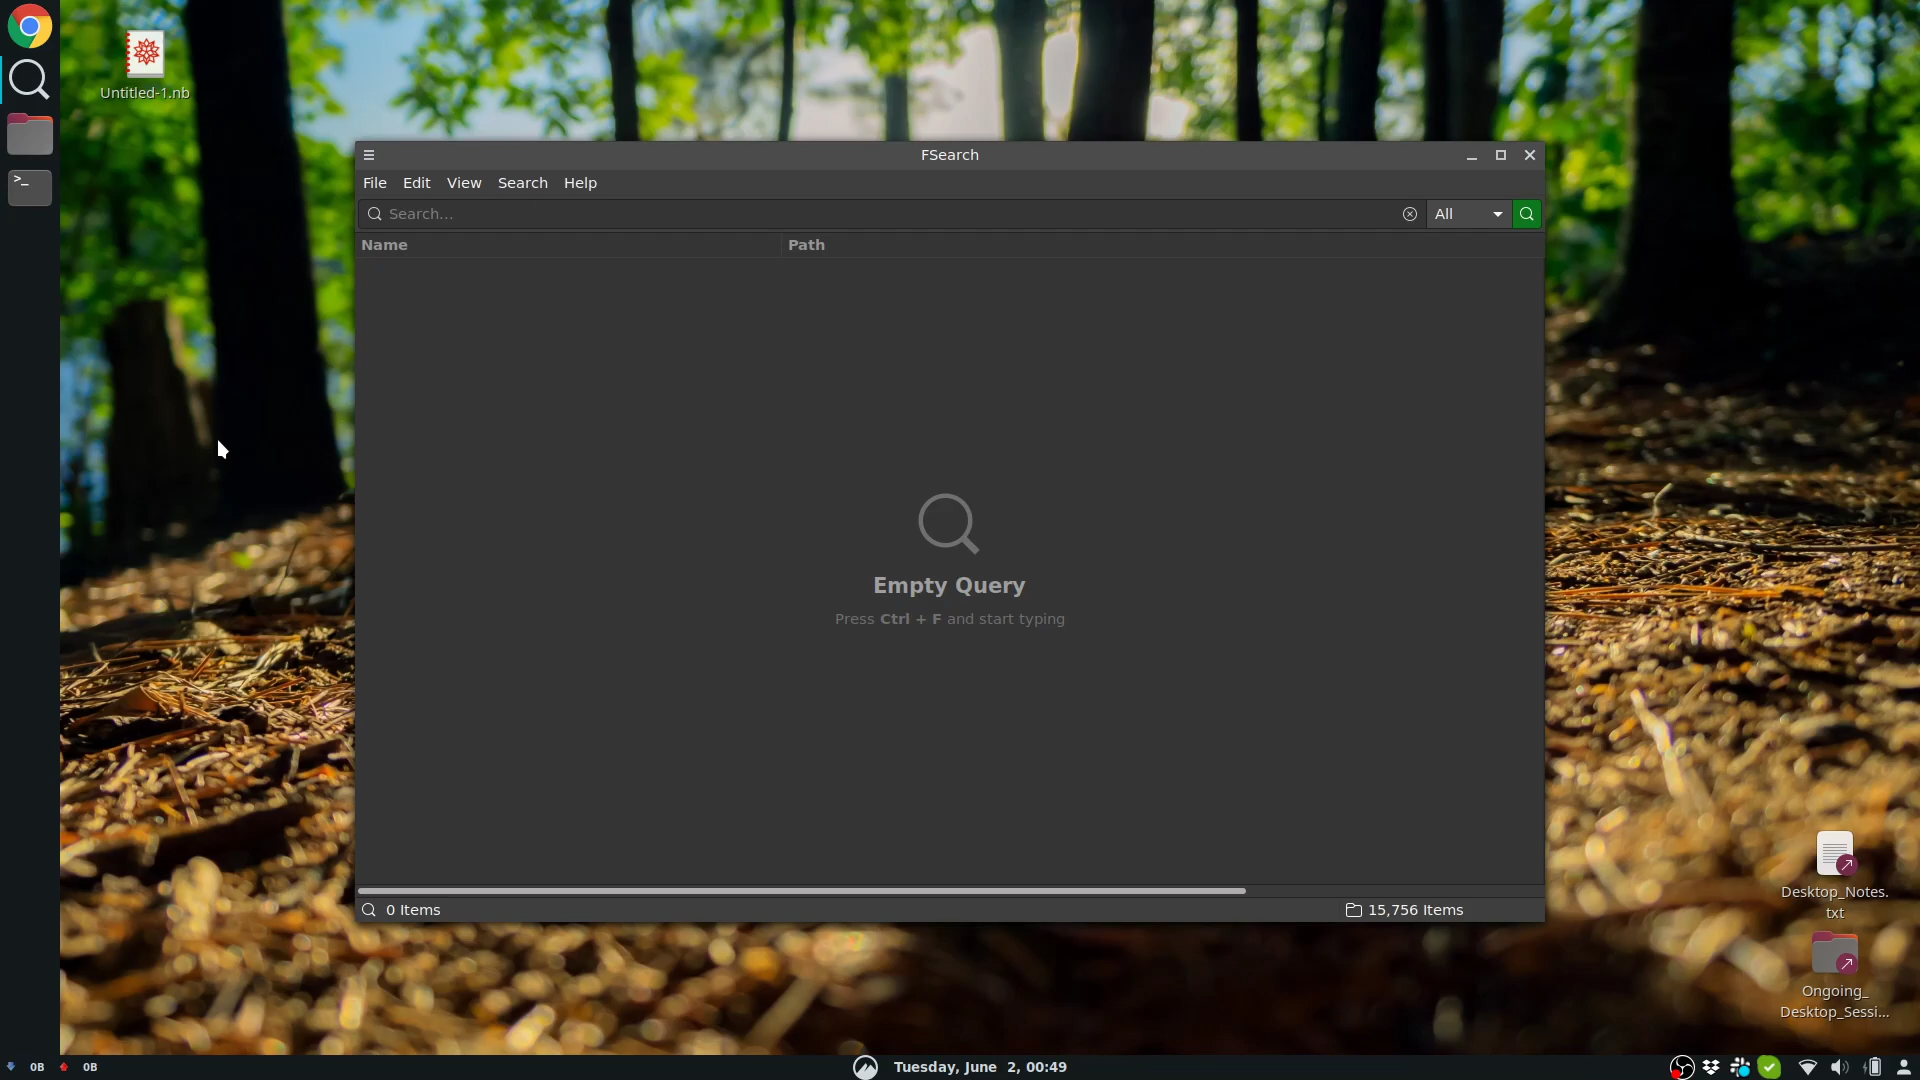 Untitled-1.nb
>_
FSearch
File Edit View Search Help
Search...
All
Name Path
Empty Query
Press Ctrl + F and start typing
0 Items
15,756 Items
Desktop_Notes.
txt
Ongoing_
Desktop_Sessi...
0B 0B
Tuesday, June 2, 00:49